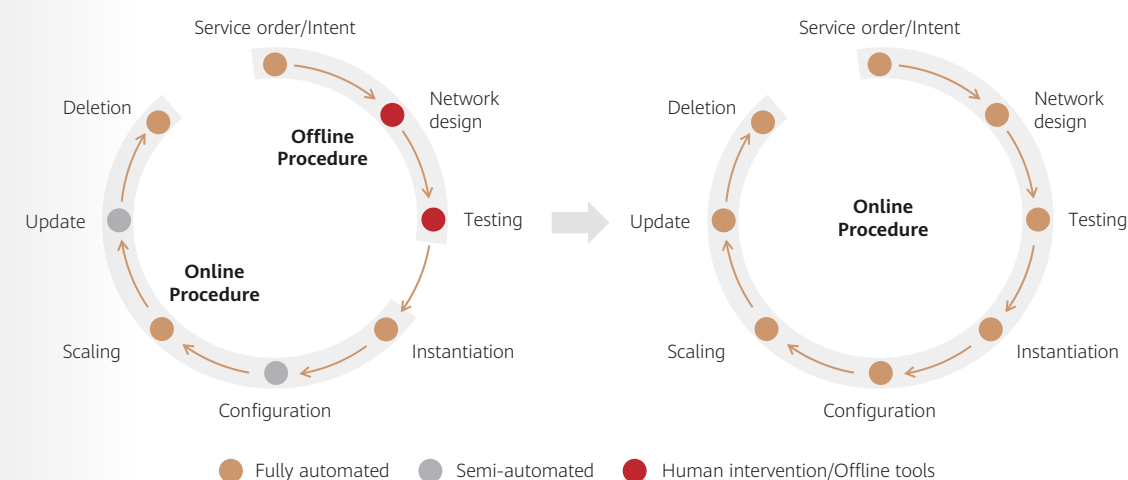 Service order/Intent
Deletion
Network
design
Offline
Procedure
Update
Testing
Online
Procedure
Scaling
Instantiation
Configuration
Service order/Intent
Deletion
Network
design
Update
Online
Procedure
Testing
Scaling
Instantiation
Configuration
Fully automated
Semi-automated
Human intervention/Offline tools